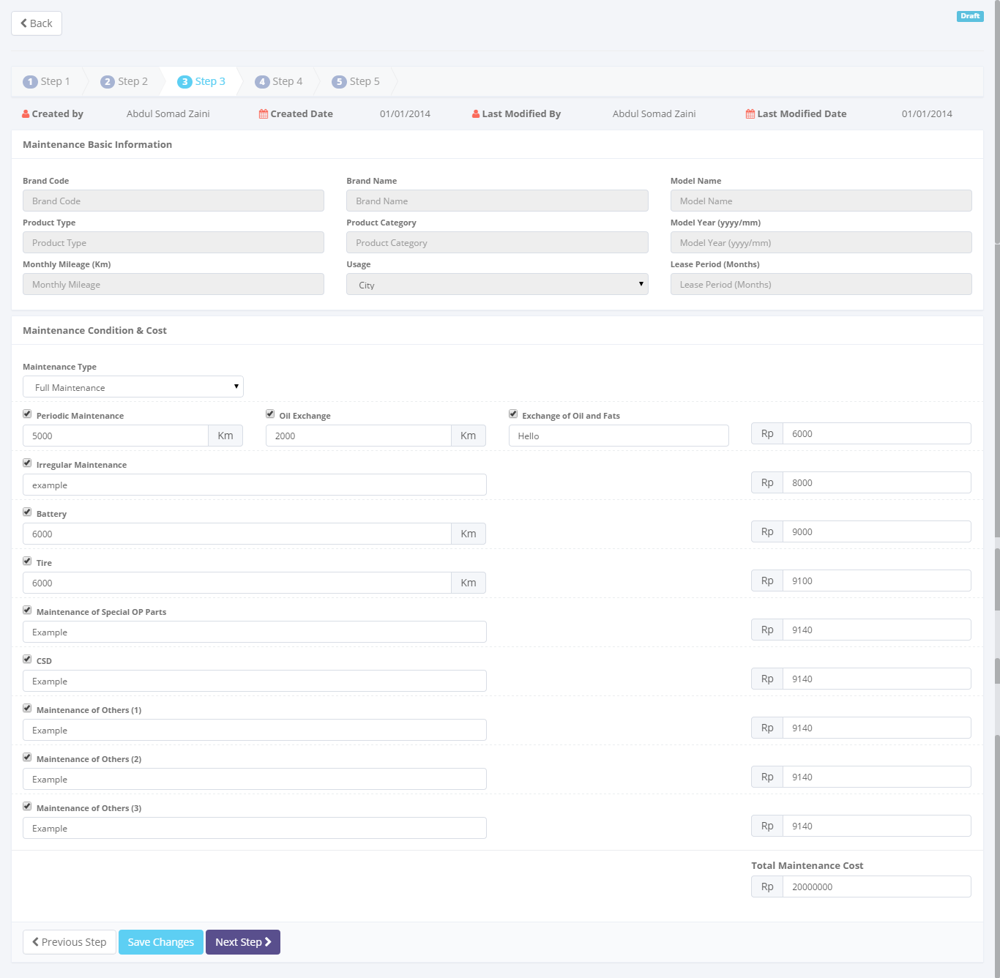 Back
Draft
1 Step 1 2 Step 2 3 Step 3 4 Step 4 5 Step 5
Created by Abdul Somad Zaini Created Date 01/01/2014 Last Modified By Abdul Somad Zaini Last Modified Date 01/01/2014
Maintenance Basic Information
Brand Code Brand Name Model Name
Brand Code Brand Name Model Name
Product Type Product Category Model Year (yyyy/mm)
Product Type Product Category Model Year (yyyy/mm)
Monthly Mileage (Km) Usage Lease Period (Months)
Monthly Mileage City Lease Period (Months)
Maintenance Condition & Cost
Maintenance Type
Full Maintenance
Periodic Maintenance Oil Exchange Exchange of Oil and Fats
5000 Km 2000 Km Hello Rp 6000
Irregular Maintenance
example Rp 8000
Battery
6000 Km Rp 9000
Tire
6000 Km Rp 9100
Maintenance of Special OP Parts
Example Rp 9140
CSD
Example Rp 9140
Maintenance of Others (1)
Example Rp 9140
Maintenance of Others (2)
Example Rp 9140
Maintenance of Others (3)
Example Rp 9140
Total Maintenance Cost
Rp 20000000
Previous Step Save Changes Next Step